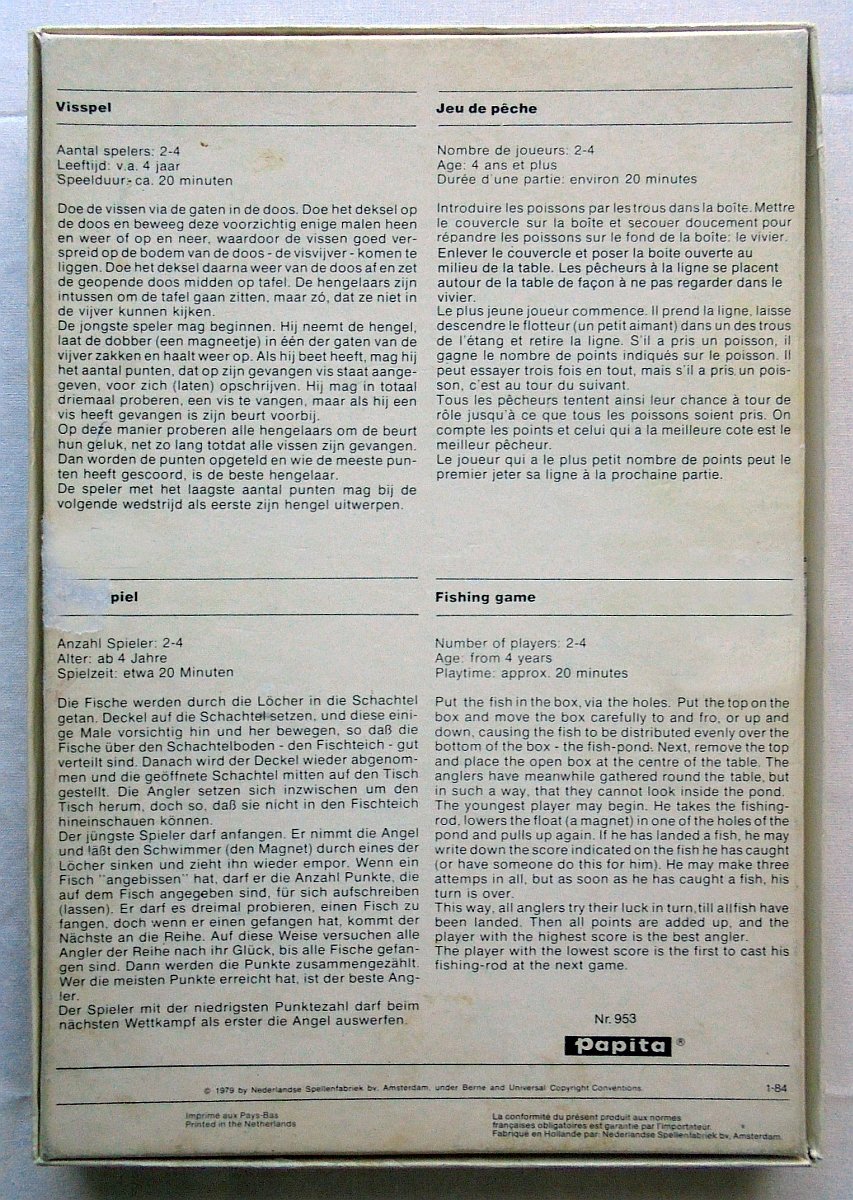 Visspel
Aantal spelers: 2-4
Leeftijd: v.a. 4 jaar
Speelduur: ca. 20 minuten
Doe de vissen via de gaten in de doos. Doe het deksel op
de doos en beweeg deze voorzichtig enige malen heen
en weer of op en neer, waardoor de vissen goed ver-
spreid op de bodem van de doos - de visvijver - komen te
liggen. Doe het deksel daarna weer van de doos af en zet
de geopende doos midden op tafel. De hengelaars zijn
intussen om de tafel gaan zitten, maar zó, dat ze niet in
de vijver kunnen kijken.
De jongste speler mag beginnen. Hij neemt de hengel,
laat de dobber (een magneetje) in één der gaten van de
vijver zakken en haalt weer op. Als hij beet heeft, mag hij
het aantal punten, dat op zijn gevangen vis staat aange-
geven, voor zich (laten) opschrijven. Hij mag in totaal
driemaal proberen, een vis te vangen, maar als hij een
vis heeft gevangen is zijn beurt voorbij.
Op deze manier proberen alle hengelaars om de beurt
hun geluk, net zo lang totdat alle vissen zijn gevangen.
Dan worden de punten opgeteld en wie de meeste pun-
ten heeft gescoord, is de beste hengelaar.
De speler met het laagste aantal punten mag bij de
volgende wedstrijd als eerste zijn hengel uitwerpen.
Jeu de pêche
Nombre de joueurs: 2-4
Age: 4 ans et plus
Durée d'une partie: environ 20 minutes
Introduire les poissons par les trous dans la boîte. Mettre
le couvercle sur la boîte et secouer doucement pour
répandre les poissons sur le fond de la boîte: le vivier.
Enlever le couvercle et poser la boite ouverte au
milieu de la table. Les pêcheurs à la ligne se placent
autour de la table de façon à ne pas regarder dans le
vivier.
Le plus jeune joueur commence. Il prend la ligne, laisse
descendre le flotteur (un petit aimant) dans un des trous
de l'étang et retire la ligne. S'il a pris un poisson, il
gagne le nombre de points indiqués sur le poisson. Il
peut essayer trois fois en tout, mais s'il a pris un pois-
son, c'est au tour du suivant.
Tous les pêcheurs tentent ainsi leur chance à tour de
rôle jusqu'à ce que tous les poissons soient pris. On
compte les points et celui qui a la meilleure cote est le
meilleur pêcheur.
Le joueur qui a le plus petit nombre de points peut le
premier jeter sa ligne à la prochaine partie.
piel
Anzahl Spieler: 2-4
Alter: ab 4 Jahre
Spielzeit: etwa 20 Minuten
Die Fische werden durch die Löcher in die Schachtel
getan. Deckel auf die Schachtel setzen, und diese eini-
ge Male vorsichtig hin und her bewegen, so daß die
Fische über den Schachtelboden - den Fischteich - gut
verteilt sind. Danach wird der Deckel wieder abgenom-
men und die geöffnete Schachtel mitten auf den Tisch
gestellt. Die Angler setzen sich inzwischen um den
Tisch herum, doch so, daß sie nicht in den Fischteich
hineinschauen können.
Der jüngste Spieler darf anfangen. Er nimmt die Angel
und läßt den Schwimmer (den Magnet) durch eines der
Löcher sinken und zieht ihn wieder empor. Wenn ein
Fisch "angebissen" hat, darf er die Anzahl Punkte, die
auf dem Fisch angegeben sind, für sich aufschreiben
(lassen). Er darf es dreimal probieren, einen Fisch zu
fangen, doch wenn er einen gefangen hat, kommt der
Nächste an die Reihe. Auf diese Weise versuchen alle
Angler der Reihe nach ihr Glück, bis alle Fische gefan-
gen sind. Dann werden die Punkte zusammengezählt.
Wer die meisten Punkte erreicht hat, ist der beste Ang-
ler.
Der Spieler mit der niedrigsten Punktezahl darf beim
nächsten Wettkampf als erster die Angel auswerfen.
Fishing game
Number of players: 2-4
Age: from 4 years
Playtime: approx. 20 minutes
Put the fish in the box, via the holes. Put the top on the
box and move the box carefully to and fro, or up and
down, causing the fish to be distributed evenly over the
bottom of the box - the fish-pond. Next, remove the top
and place the open box at the centre of the table. The
anglers have meanwhile gathered round the table, but
in such a way, that they cannot look inside the pond.
The youngest player may begin. He takes the fishing-
rod, lowers the float (a magnet) in one of the holes of the
pond and pulls up again. If he has landed a fish, he may
write down the score indicated on the fish he has caught
(or have someone do this for him). He may make three
attemps in all, but as soon as he has caught a fish, his
turn is over.
This way, all anglers try their luck in turn, till all fish have
been landed. Then all points are added up, and the
player with the highest score is the best angler.
The player with the lowest score is the first to cast his
fishing-rod at the next game.
Nr. 953
Papita ®
© 1979 by Nederlandse Spellenfabriek bv, Amsterdam, under Berne and Universal Copyright Conventions.
1-84
Imprimé aux Pays-Bas
Printed in the Netherlands
La conformité du présent produit aux normes
françaises obligatoires est garantie par l'importateur.
Fabriqué en Hollande par: Nederlandse Spellenfabriek bv, Amsterdam.